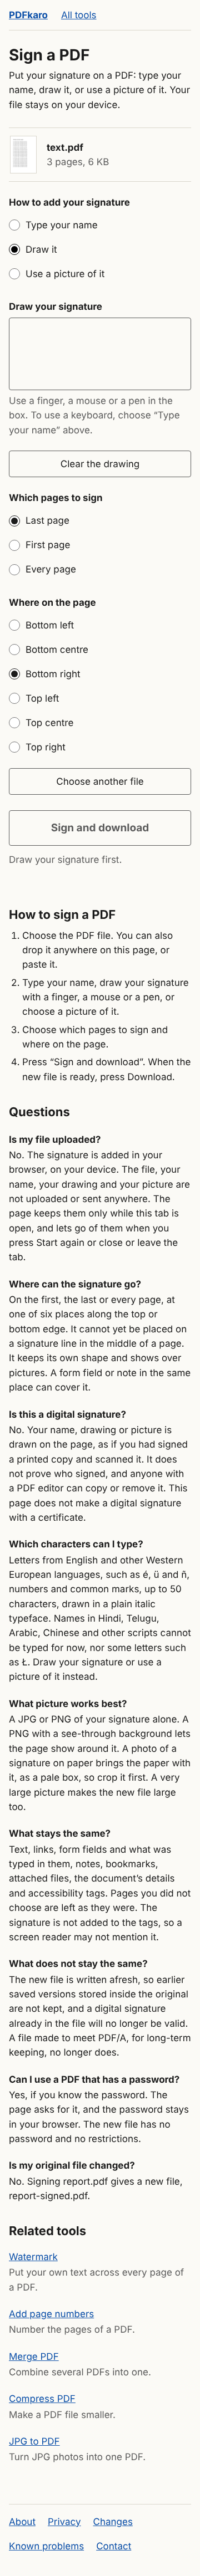 PDFkaro All tools
Sign a PDF
Put your signature on a PDF: type your
name, draw it, or use a picture of it. Your
file stays on your device.
text.pdf
3 pages, 6 KB
How to add your signature
Type your name
Draw it
Use a picture of it
Draw your signature
Use a finger, a mouse or a pen in the
box. To use a keyboard, choose “Type
your name” above.
Clear the drawing
Which pages to sign
Last page
First page
Every page
Where on the page
Bottom left
Bottom centre
Bottom right
Top left
Top centre
Top right
Choose another file
Sign and download
Draw your signature first.
How to sign a PDF
1. Choose the PDF file. You can also
drop it anywhere on this page, or
paste it.
2. Type your name, draw your signature
with a finger, a mouse or a pen, or
choose a picture of it.
3. Choose which pages to sign and
where on the page.
4. Press “Sign and download”. When the
new file is ready, press Download.
Questions
Is my file uploaded?
No. The signature is added in your
browser, on your device. The file, your
name, your drawing and your picture are
not uploaded or sent anywhere. The
page keeps them only while this tab is
open, and lets go of them when you
press Start again or close or leave the
tab.
Where can the signature go?
On the first, the last or every page, at
one of six places along the top or
bottom edge. It cannot yet be placed on
a signature line in the middle of a page.
It keeps its own shape and shows over
pictures. A form field or note in the same
place can cover it.
Is this a digital signature?
No. Your name, drawing or picture is
drawn on the page, as if you had signed
a printed copy and scanned it. It does
not prove who signed, and anyone with
a PDF editor can copy or remove it. This
page does not make a digital signature
with a certificate.
Which characters can I type?
Letters from English and other Western
European languages, such as é, ü and ñ,
numbers and common marks, up to 50
characters, drawn in a plain italic
typeface. Names in Hindi, Telugu,
Arabic, Chinese and other scripts cannot
be typed for now, nor some letters such
as Ł. Draw your signature or use a
picture of it instead.
What picture works best?
A JPG or PNG of your signature alone. A
PNG with a see-through background lets
the page show around it. A photo of a
signature on paper brings the paper with
it, as a pale box, so crop it first. A very
large picture makes the new file large
too.
What stays the same?
Text, links, form fields and what was
typed in them, notes, bookmarks,
attached files, the document’s details
and accessibility tags. Pages you did not
choose are left as they were. The
signature is not added to the tags, so a
screen reader may not mention it.
What does not stay the same?
The new file is written afresh, so earlier
saved versions stored inside the original
are not kept, and a digital signature
already in the file will no longer be valid.
A file made to meet PDF/A, for long-term
keeping, no longer does.
Can I use a PDF that has a password?
Yes, if you know the password. The
page asks for it, and the password stays
in your browser. The new file has no
password and no restrictions.
Is my original file changed?
No. Signing report.pdf gives a new file,
report-signed.pdf.
Related tools
Watermark
Put your own text across every page of
a PDF.
Add page numbers
Number the pages of a PDF.
Merge PDF
Combine several PDFs into one.
Compress PDF
Make a PDF file smaller.
JPG to PDF
Turn JPG photos into one PDF.
About Privacy Changes
Known problems Contact